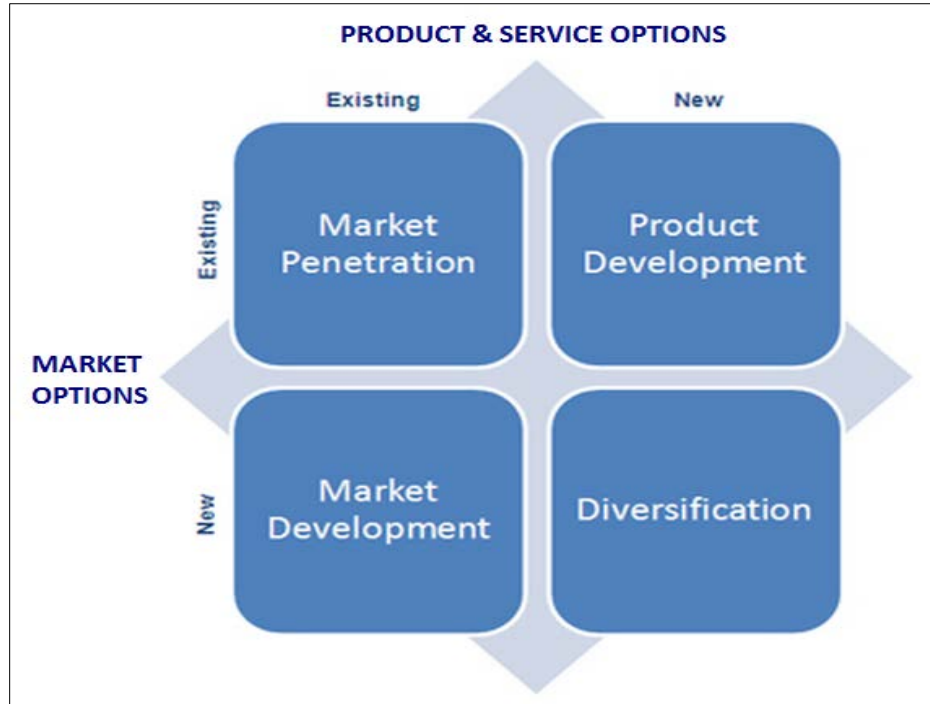 PRODUCT & SERVICE OPTIONS
Existing
New
Existing
Market
Penetration
Product
Development
MARKET
OPTIONS
New
Market
Development
Diversification